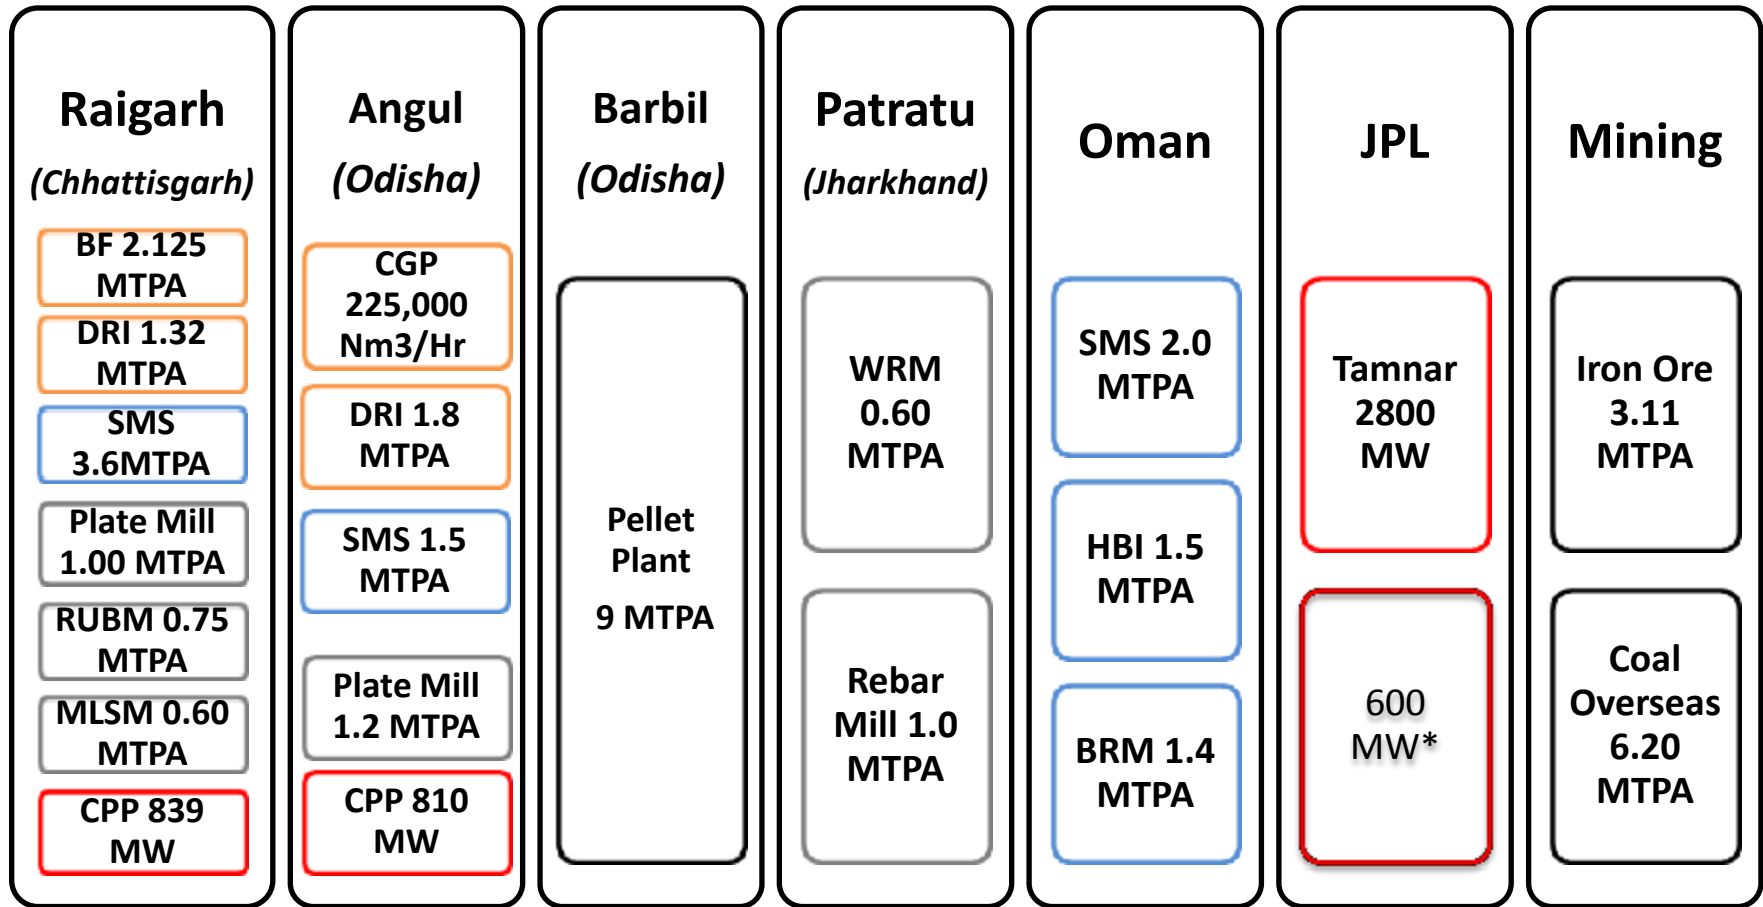 Raigarh
(Chhattisgarh)
BF 2.125
MTPA
DRI 1.32
MTPA
SMS
3.6MTPA
Plate Mill
1.00 MTPA
RUBM 0.75
MTPA
MLSM 0.60
MTPA
CPP 839
MW
Angul
(Odisha)
CGP
225,000
Nm3/Hr
DRI 1.8
MTPA
SMS 1.5
MTPA
Plate Mill
1.2 MTPA
CPP 810
MW
Barbil
(Odisha)
Pellet
Plant
9 MTPA
Patratu
(Jharkhand)
WRM
0.60
MTPA
Rebar
Mill 1.0
MTPA
Oman
SMS 2.0
MTPA
HBI 1.5
MTPA
BRM 1.4
MTPA
JPL
Tamnar
2800
MW
600
MW*
Mining
Iron Ore
3.11
MTPA
Coal
Overseas
6.20
MTPA